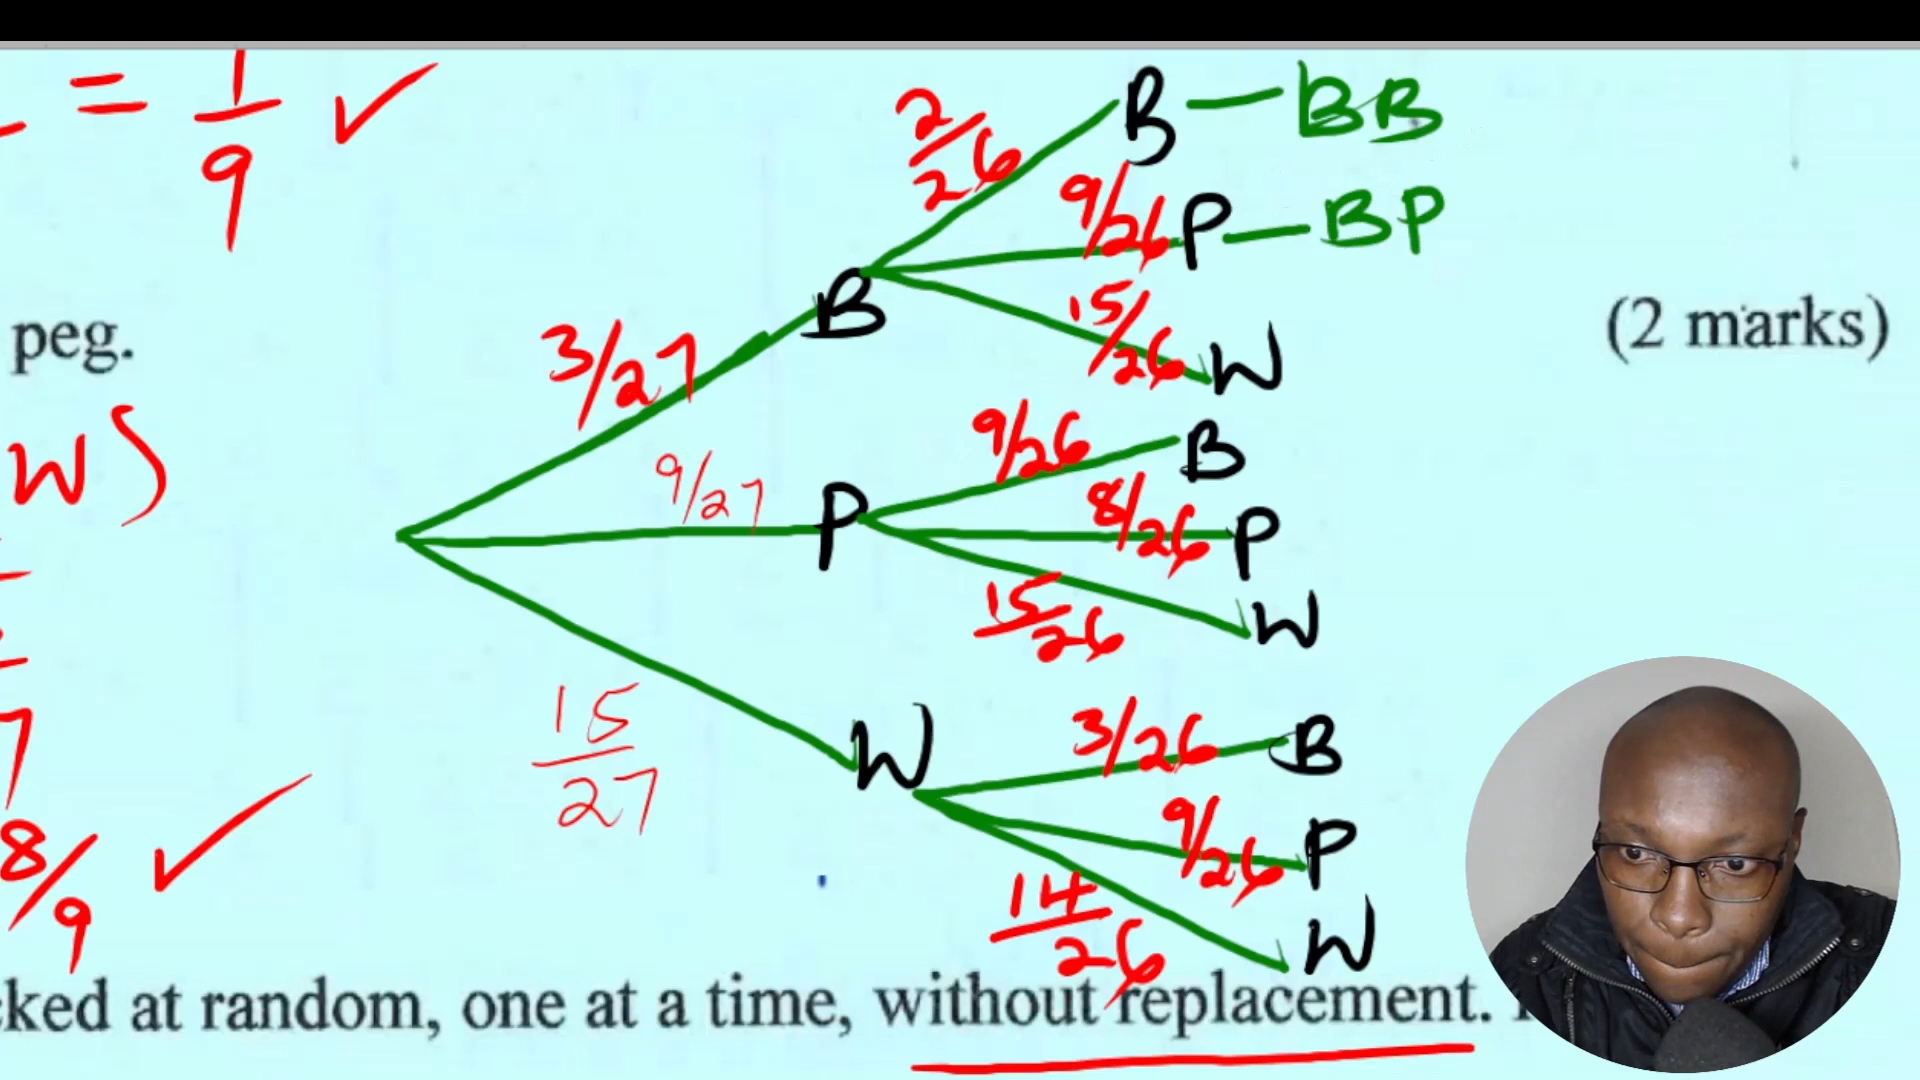 = 1/9 ✓
2/26 B — BB
9/26 P — BP
15/26 W
3/27 B
(2 marks)
peg.
W)
9/26 B
9/27 P
8/26 P
15/26 W
15/27 W
3/26 B
9/26 P
14/26 W
7
8/9 ✓
cked at random, one at a time, without replacement.